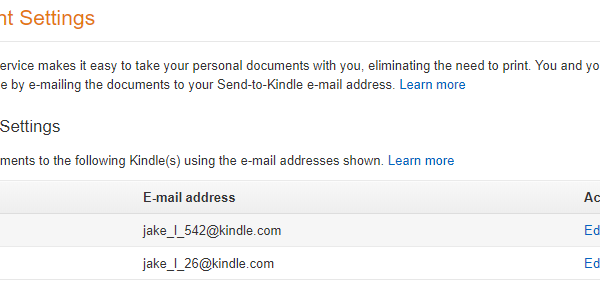 nt Settings
ervice makes it easy to take your personal documents with you, eliminating the need to print. You and yo
e by e-mailing the documents to your Send-to-Kindle e-mail address. Learn more
Settings
ments to the following Kindle(s) using the e-mail addresses shown. Learn more
E-mail address Ac
jake_l_542@kindle.com Ed
jake_l_26@kindle.com Ed